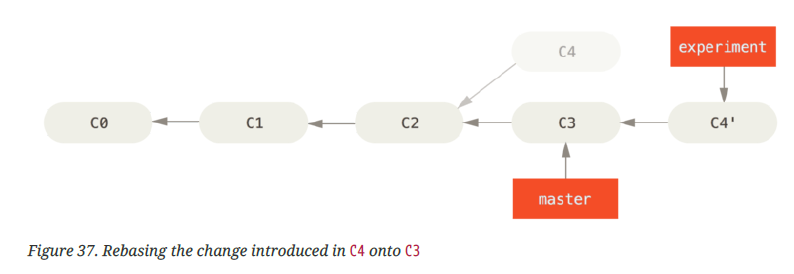 C4
experiment
C0
C1
C2
C3
C4'
master
Figure 37. Rebasing the change introduced in C4 onto C3